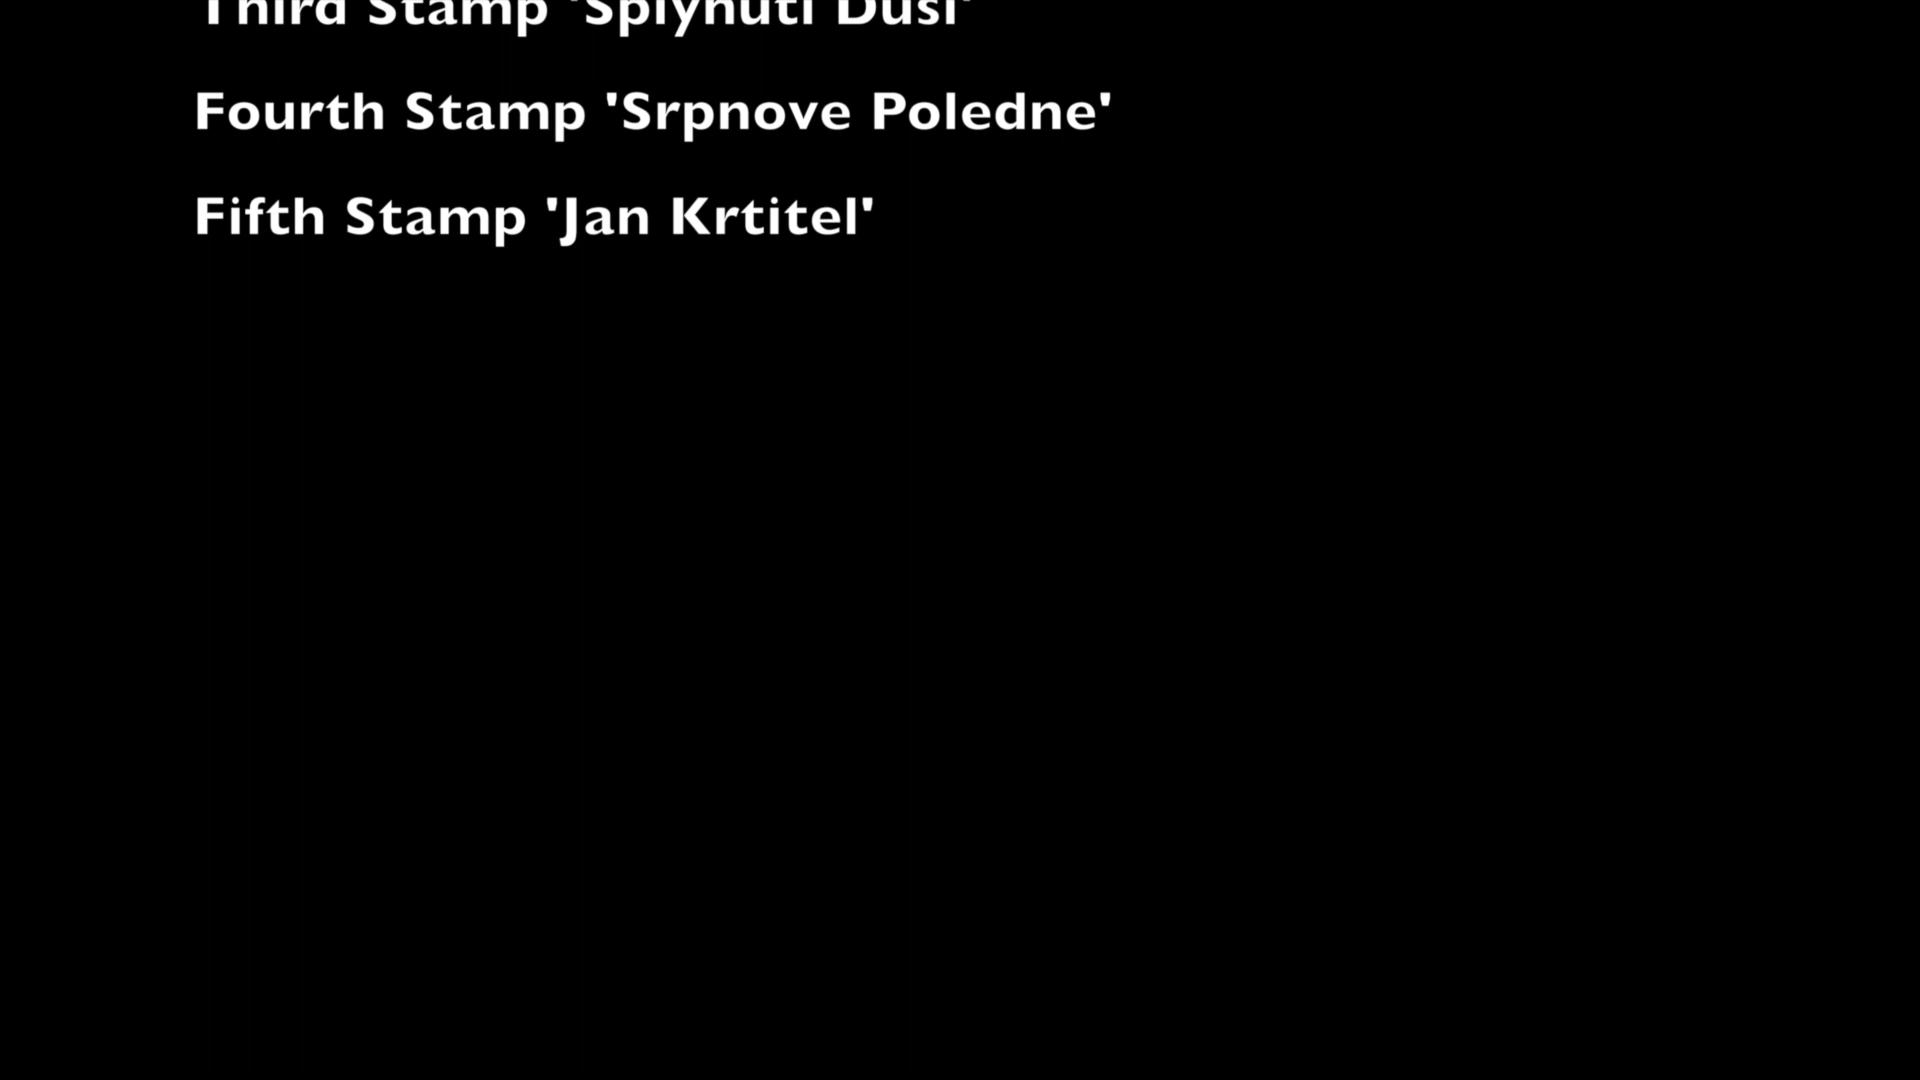 Third Stamp 'Splynuti Dusi'
Fourth Stamp 'Srpnove Poledne'
Fifth Stamp 'Jan Krtitel'